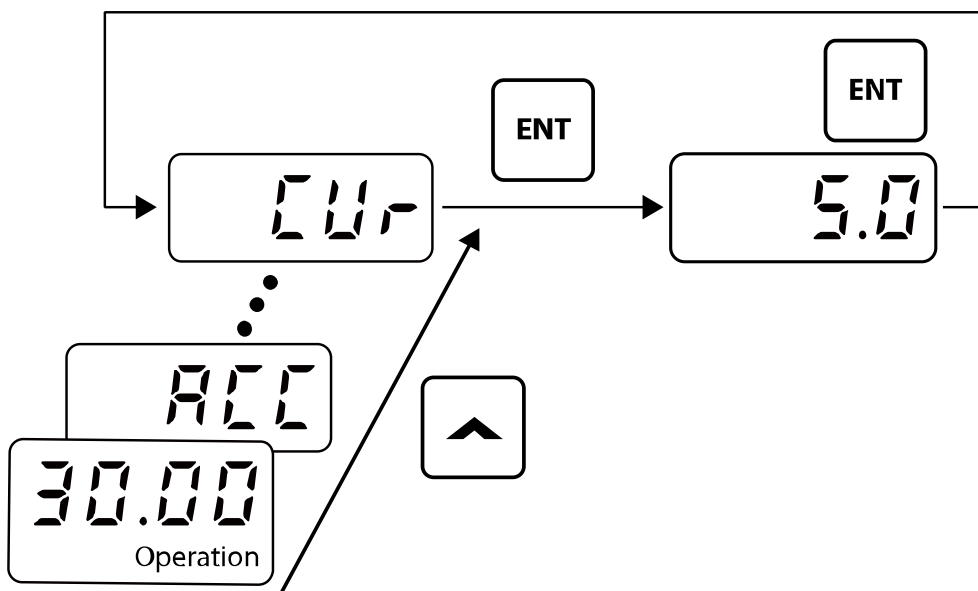 ENT
ENT
CUr
5.0
ACC
30.00
Operation